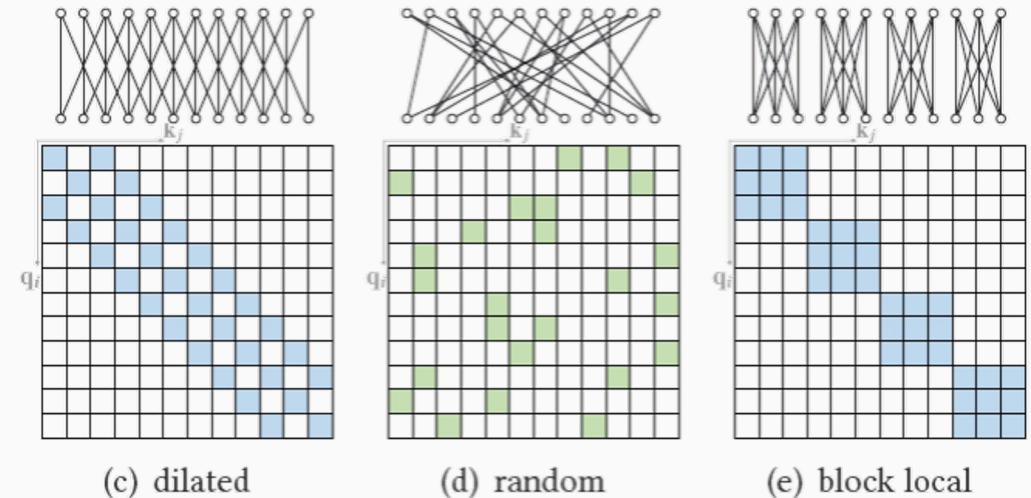 k_j
k_j
k_j
q_i
q_i
q_i
(c) dilated
(d) random
(e) block local